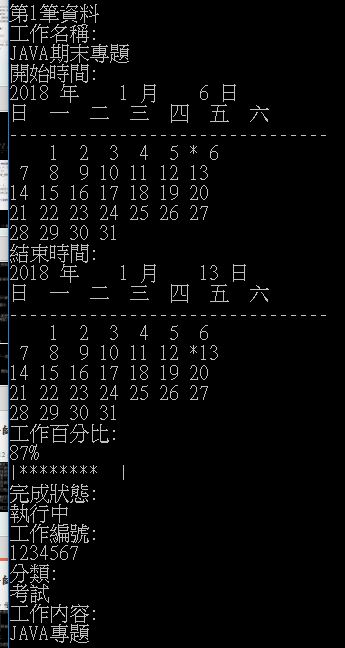 第1筆資料
工作名稱:
JAVA期末專題
開始時間:
2018 年    1 月    6 日
日  一  二  三  四  五  六
--------------------------------
    1  2  3  4  5 * 6
 7  8  9 10 11 12 13
14 15 16 17 18 19 20
21 22 23 24 25 26 27
28 29 30 31
結束時間:
2018 年    1 月    13 日
日  一  二  三  四  五  六
--------------------------------
    1  2  3  4  5  6
 7  8  9 10 11 12 *13
14 15 16 17 18 19 20
21 22 23 24 25 26 27
28 29 30 31
工作百分比:
87%
|********  |
完成狀態:
執行中
工作編號:
1234567
分類:
考試
工作內容:
JAVA專題